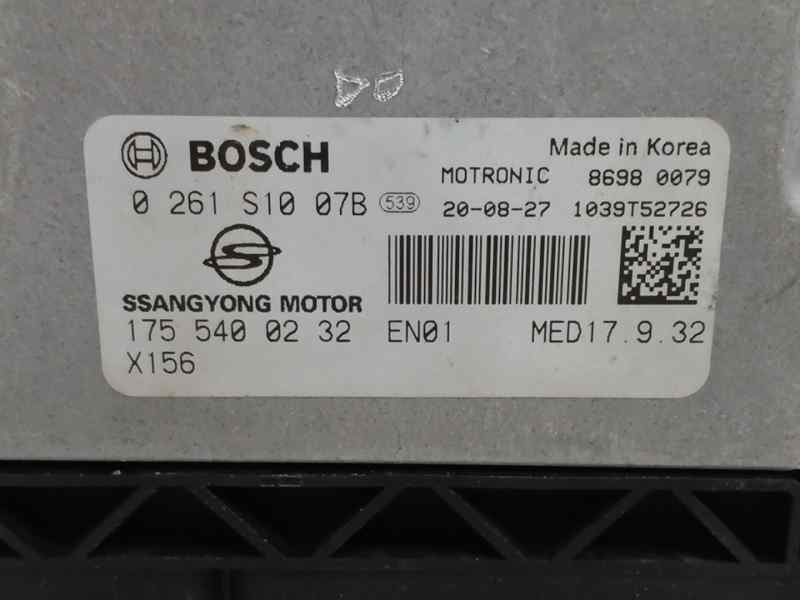 DO
BOSCH
Made in Korea
MOTRONIC 8698 0079
0 261 S10 07B 539 20-08-27 1039T52726
SSANGYONG MOTOR
175 540 02 32 EN01 MED17.9.32
X156